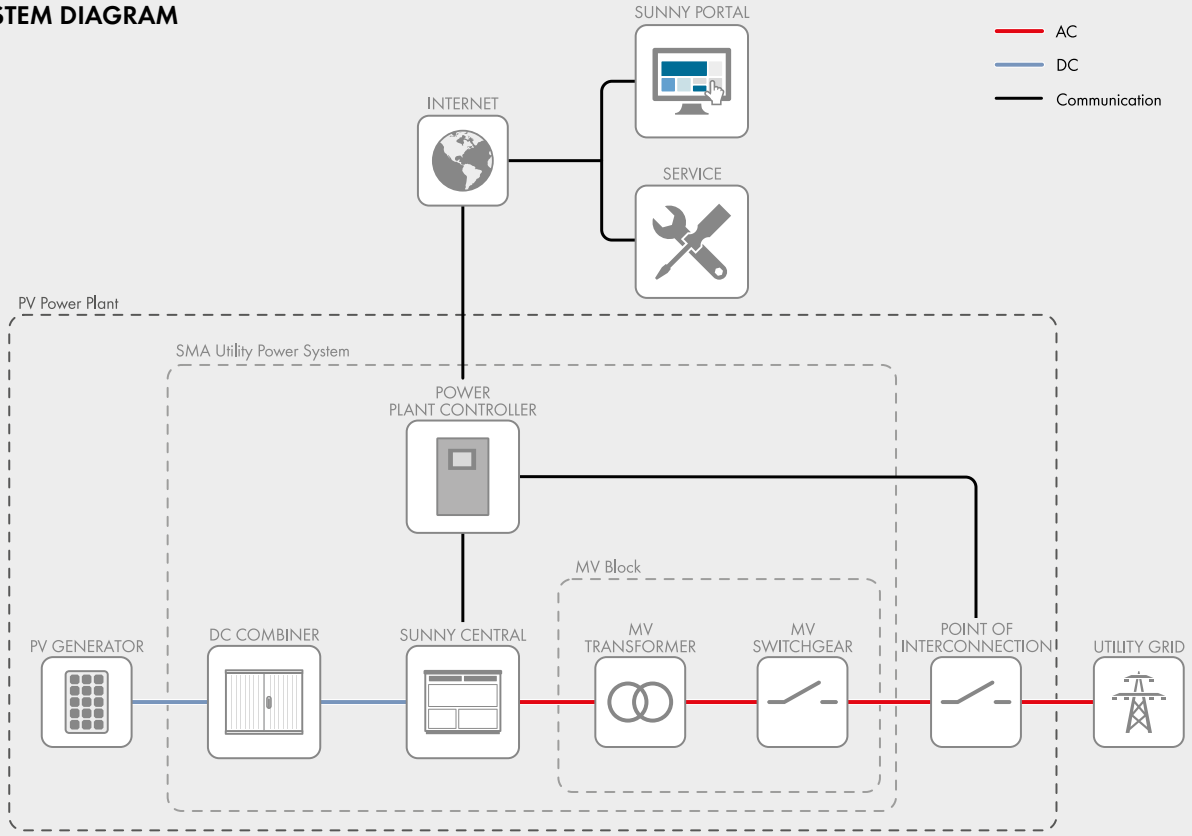 STEM DIAGRAM
SUNNY PORTAL
AC
DC
Communication
INTERNET
SERVICE
PV Power Plant
SMA Utility Power System
POWER
PLANT CONTROLLER
MV Block
PV GENERATOR
DC COMBINER
SUNNY CENTRAL
MV
TRANSFORMER
MV
SWITCHGEAR
POINT OF
INTERCONNECTION
UTILITY GRID